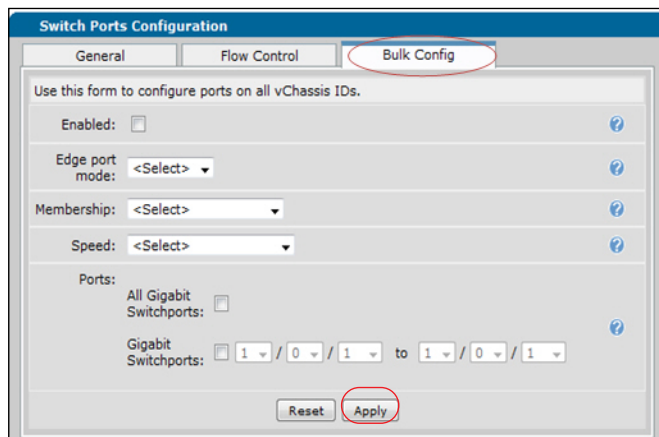 Switch Ports Configuration
General
Flow Control
Bulk Config
Use this form to configure ports on all vChassis IDs.
Enabled:
Edge port
mode:
<Select>
Membership:
<Select>
Speed:
<Select>
Ports:
All Gigabit
Switchports:
Gigabit
Switchports:
1 / 0 / 1 to 1 / 0 / 1
Reset
Apply